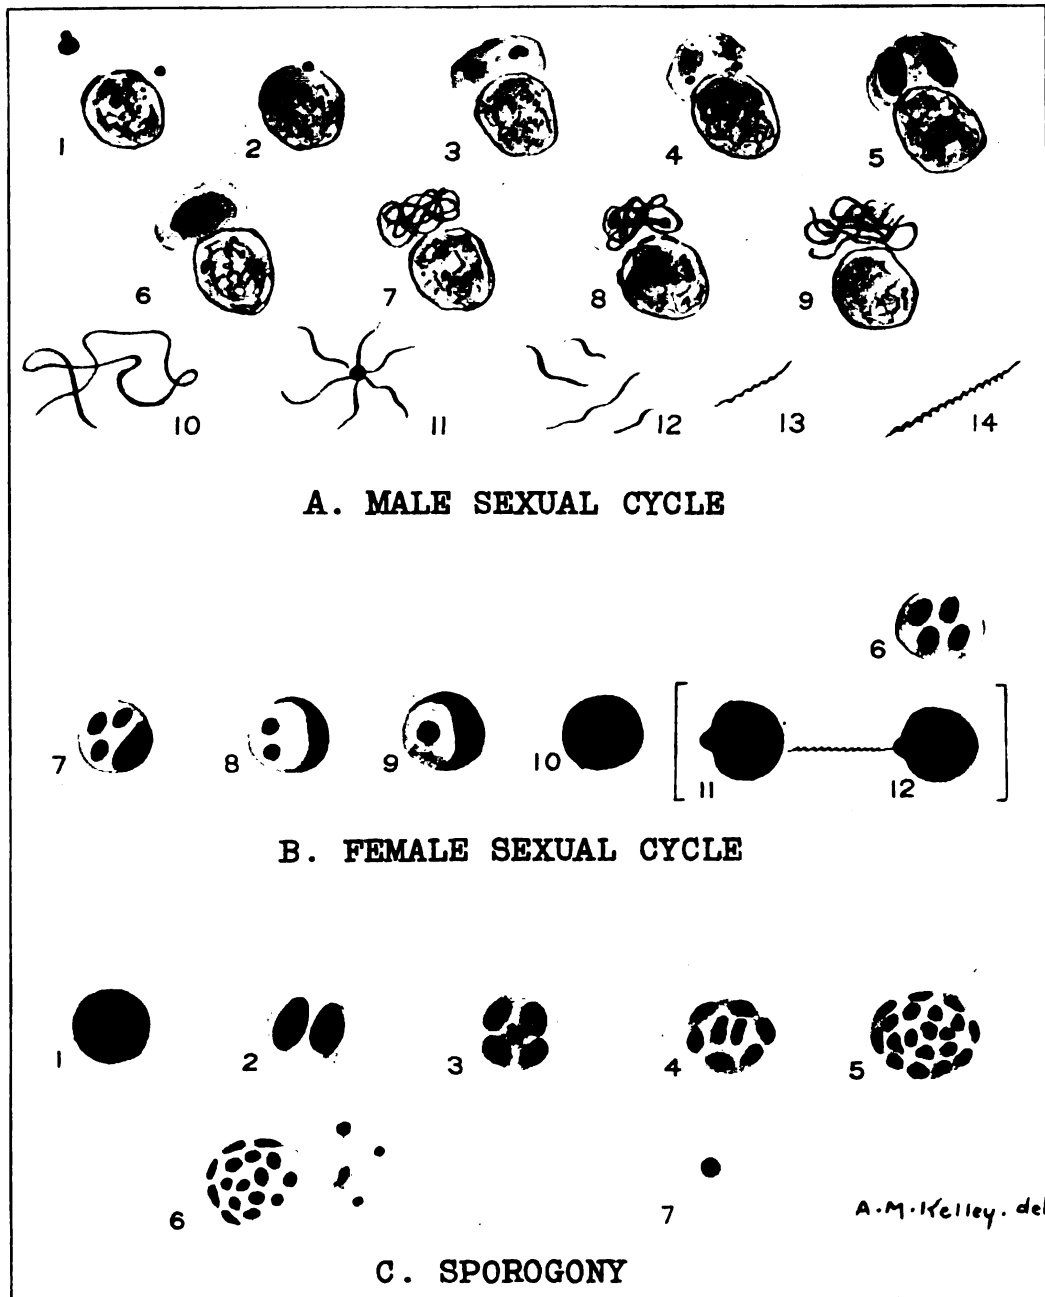 1 2 3 4 5
6 7 8 9
10 11 12 13 14
A. MALE SEXUAL CYCLE
6
7 8 9 10 11 12
B. FEMALE SEXUAL CYCLE
1 2 3 4 5
6 7
A.M.Kelley. del
C. SPOROGONY